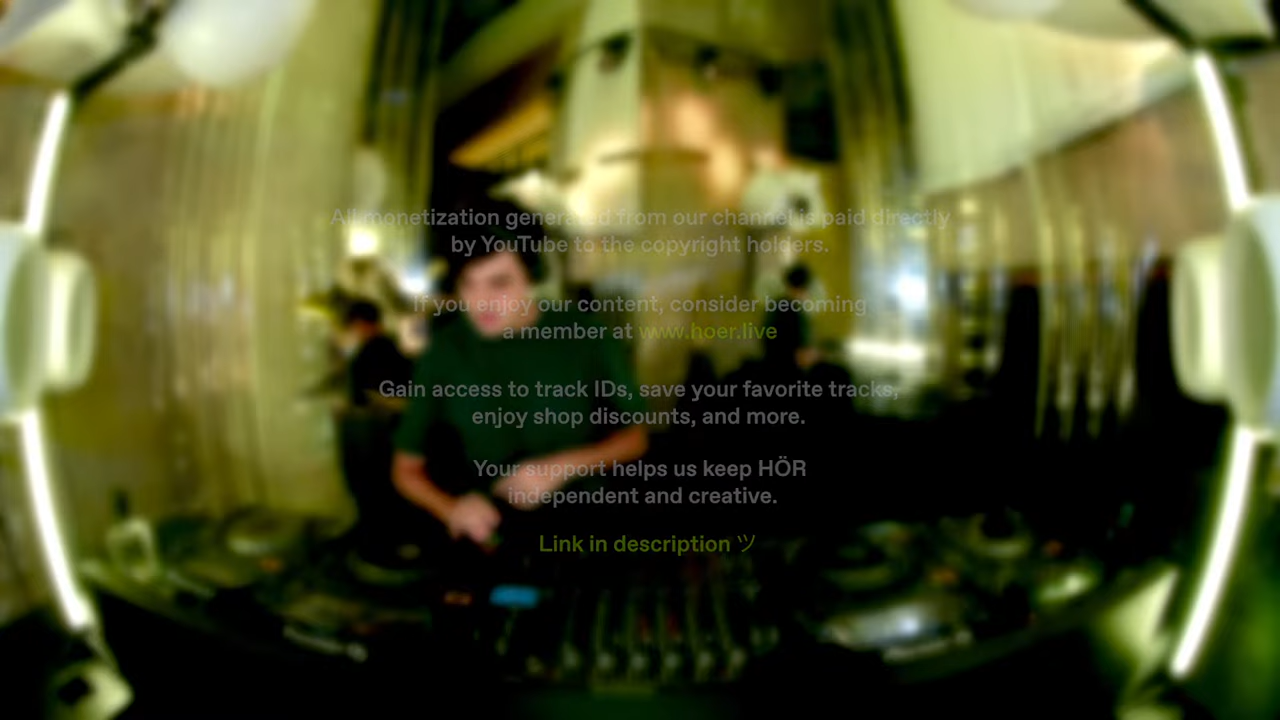 All monetization generated from our channel is paid directly
by YouTube to the copyright holders.
If you enjoy our content, consider becoming
a member at www.hoer.live
Gain access to track IDs, save your favorite tracks,
enjoy shop discounts, and more.
Your support helps us keep HÖR
independent and creative.
Link in description ツ